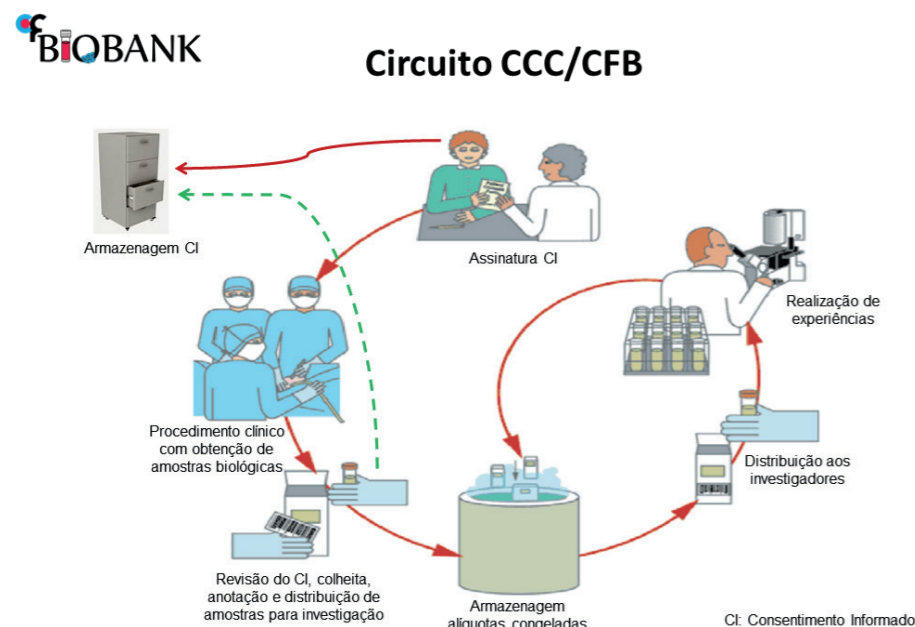 CF BIOBANK
Circuito CCC/CFB
Armazenagem CI
Assinatura CI
Realização de
experiências
Procedimento clínico
com obtenção de
amostras biológicas
Distribuição aos
investigadores
Revisão do CI, colheita,
anotação e distribuição de
amostras para investigação
Armazenagem
alíquotas congeladas
CI: Consentimento Informado